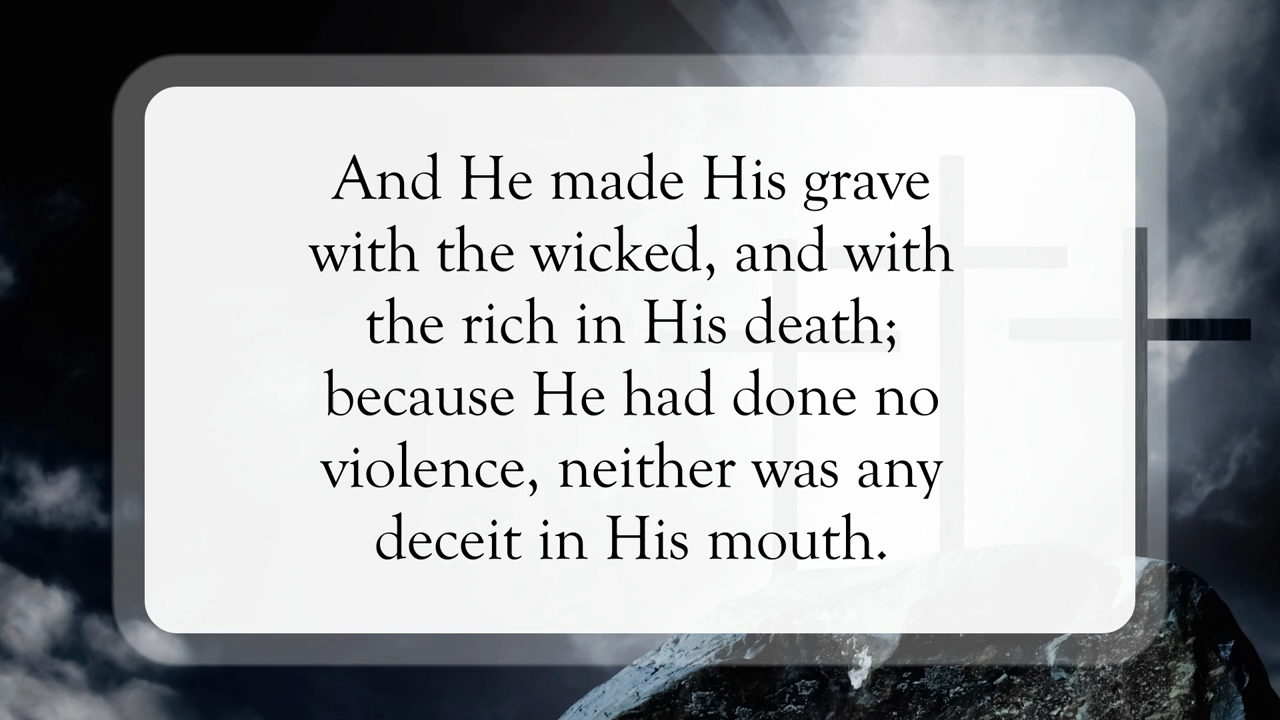 And He made His grave
with the wicked, and with
the rich in His death;
because He had done no
violence, neither was any
deceit in His mouth.